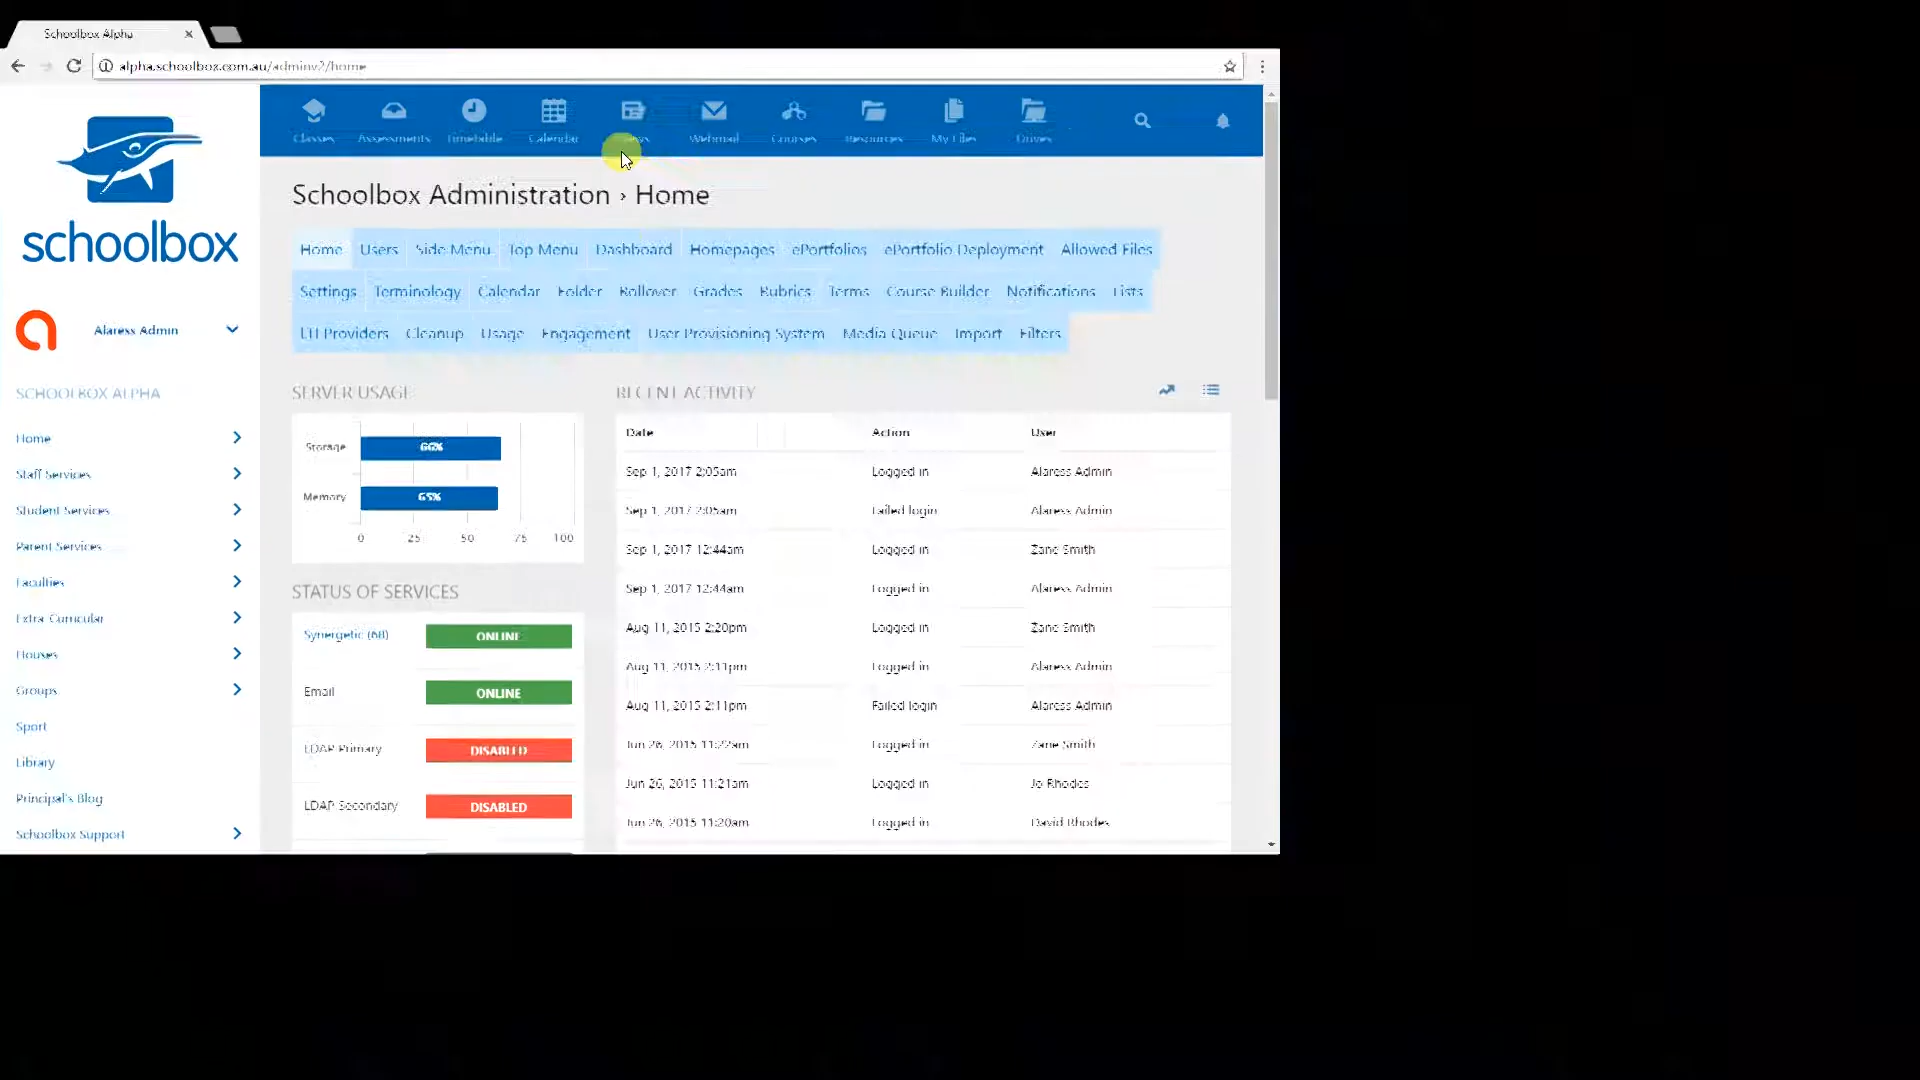 Schoolbox Alpha
alpha.schoolbox.com.au/adminv2/home
Classes Assessments Timetable Calendar Webmail Courses Resources My Files Drives
schoolbox
Schoolbox Administration › Home
Home Users Side Menu Top Menu Dashboard Homepages ePortfolios ePortfolio Deployment Allowed Files
Settings Terminology Calendar Folder Rollover Grades Rubrics Terms Course Builder Notifications Lists
LTI Providers Cleanup Usage Engagement User Provisioning System Media Queue Import Filters
Alaress Admin
SCHOOLBOX ALPHA
Home
Staff Services
Student Services
Parent Services
Faculties
Extra Curricular
Houses
Groups
Sport
Library
Principal's Blog
Schoolbox Support
SERVER USAGE
Storage 66%
Memory 65%
0 25 50 75 100
STATUS OF SERVICES
Synergetic (68) ONLINE
Email ONLINE
LDAP Primary DISABLED
LDAP Secondary DISABLED
RECENT ACTIVITY
Date Action User
Sep 1, 2017 2:05am Logged in Alaress Admin
Sep 1, 2017 2:05am Failed login Alaress Admin
Sep 1, 2017 12:44am Logged in Zane Smith
Sep 1, 2017 12:44am Logged in Alaress Admin
Aug 11, 2015 2:20pm Logged in Zane Smith
Aug 11, 2015 2:11pm Logged in Alaress Admin
Aug 11, 2015 2:11pm Failed login Alaress Admin
Jun 26, 2015 11:22am Logged in Zane Smith
Jun 26, 2015 11:21am Logged in Jo Rhodes
Jun 26, 2015 11:20am Logged in David Rhodes